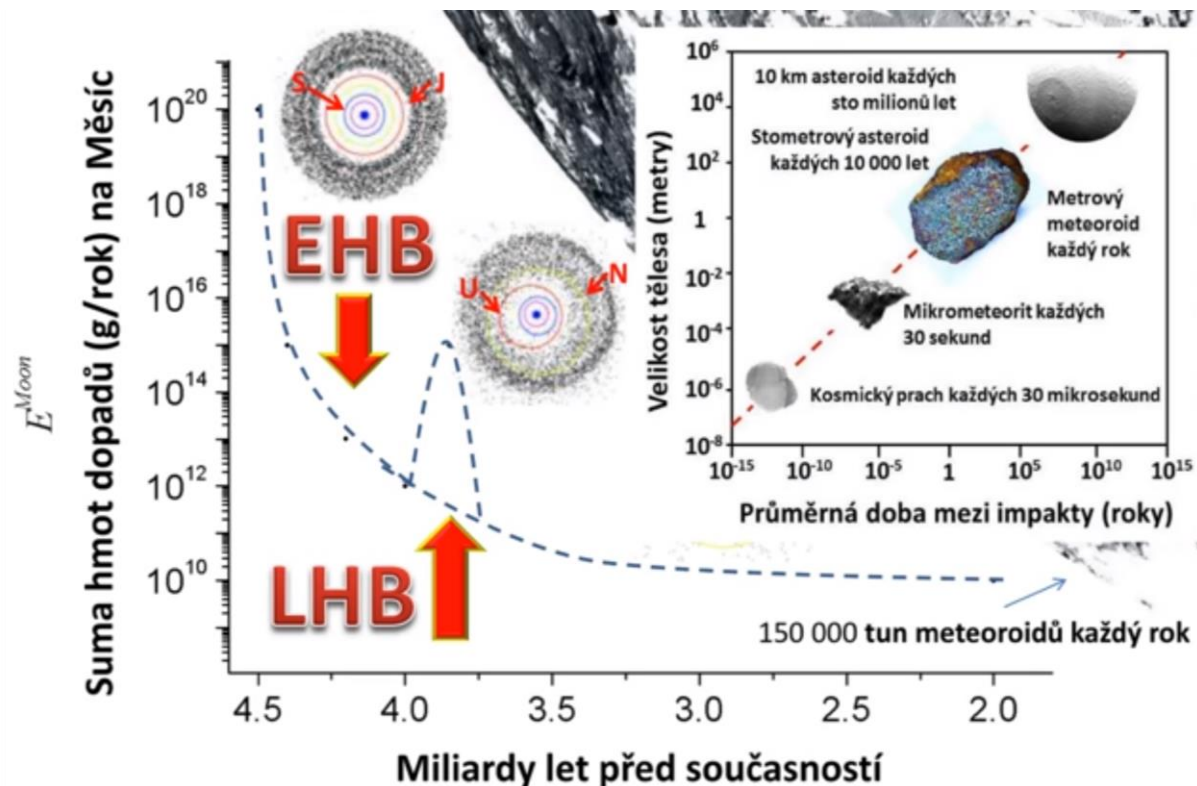 E^Moon
Suma hmot dopadů (g/rok) na Měsíc
10^20
10^18
10^16
10^14
10^12
10^10
S
J
EHB
U
N
LHB
150 000 tun meteoroidů každý rok
4.5 4.0 3.5 3.0 2.5 2.0
Miliardy let před současností
Velikost tělesa (metry)
10^6
10^4
10^2
1
10^-2
10^-4
10^-6
10^-8
10 km asteroid každých
sto milionů let
Stometrový asteroid
každých 10 000 let
Metrový
meteoroid
každý rok
Mikrometeorit každých
30 sekund
Kosmický prach každých 30 mikrosekund
10^-15 10^-10 10^-5 1 10^5 10^10 10^15
Průměrná doba mezi impakty (roky)